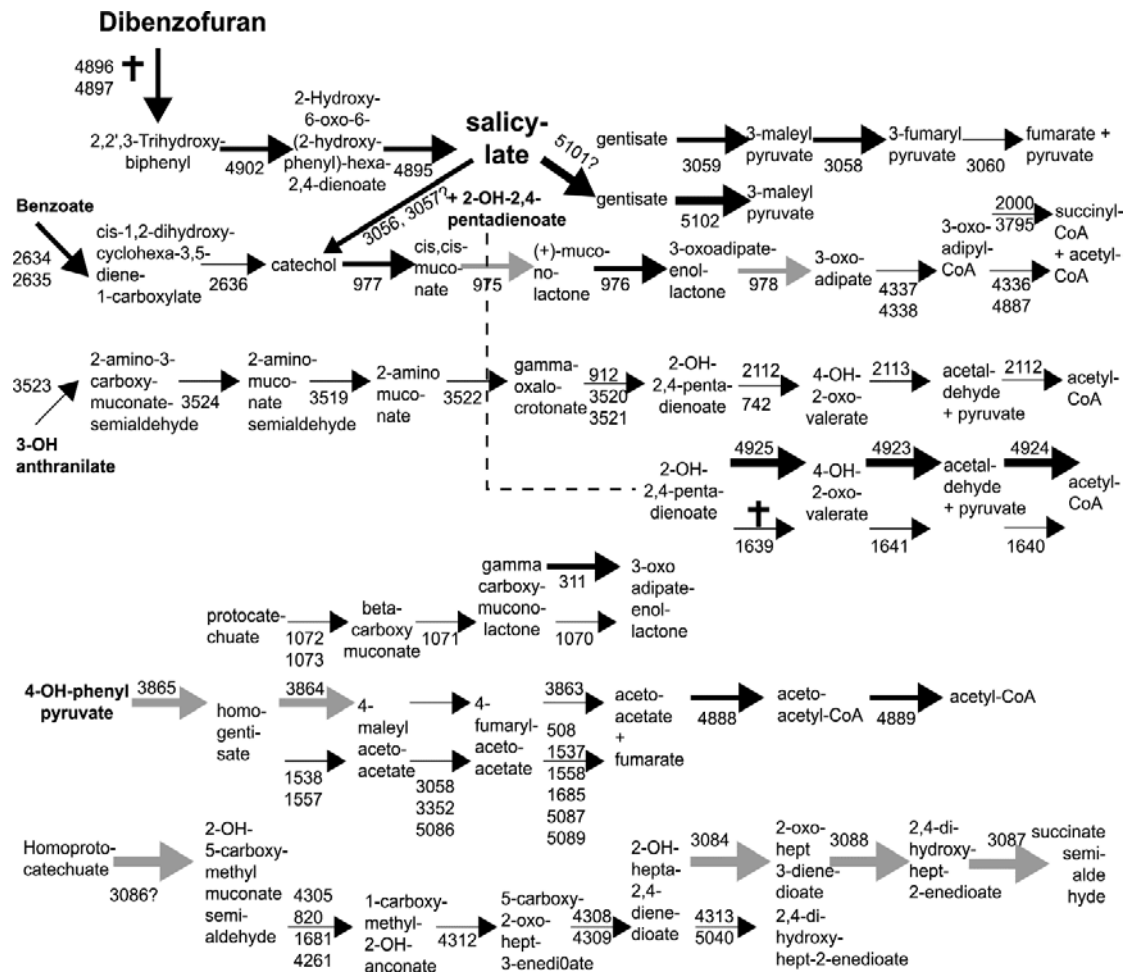 Dibenzofuran
4896
4897
†
2,2',3-Trihydroxy-
biphenyl
4902
2-Hydroxy-
6-oxo-6-
(2-hydroxy-
phenyl)-hexa-
2,4-dienoate
4895
salicy-
late
5101?
gentisate
3059
3-maleyl
pyruvate
3058
3-fumaryl
pyruvate
3060
fumarate +
pyruvate
gentisate
5102
3-maleyl
pyruvate
3056, 3057?
+ 2-OH-2,4-
pentadienoate
Benzoate
2634
2635
cis-1,2-dihydroxy-
cyclohexa-3,5-
diene-
1-carboxylate
2636
catechol
977
cis,cis-
muco-
nate
975
(+)-muco-
no-
lactone
976
3-oxoadipate-
enol-
lactone
978
3-oxo-
adipate
4337
4338
3-oxo-
adipyl-
CoA
2000
3795
4336
4887
succinyl-
CoA
+ acetyl-
CoA
3523
3-OH
anthranilate
2-amino-3-
carboxy-
muconate-
semialdehyde
3524
2-amino-
muco-
nate
semialdehyde
3519
2-amino
muco-
nate
3522
gamma-
oxalo-
crotonate
912
3520
3521
2-OH-
2,4-penta-
dienoate
2112
742
4-OH-
2-oxo-
valerate
2113
acetal-
dehyde
+ pyruvate
2112
acetyl-
CoA
2-OH-
2,4-penta-
dienoate
4925
†
1639
4-OH-
2-oxo-
valerate
4923
1641
acetal-
dehyde
+ pyruvate
4924
1640
acetyl-
CoA
protocate-
chuate
1072
1073
beta-
carboxy
muconate
1071
gamma
carboxy-
mucono-
lactone
311
1070
3-oxo
adipate-
enol-
lactone
4-OH-phenyl
pyruvate
3865
homo-
genti-
sate
3864
1538
1557
4-
maleyl
aceto-
acetate
3058
3352
5086
4-
fumaryl-
aceto-
acetate
3863
508
1537
1558
1685
5087
5089
aceto-
acetate
+
fumarate
4888
aceto-
acetyl-CoA
4889
acetyl-CoA
Homoproto-
catechuate
3086?
2-OH-
5-carboxy-
methyl
muconate
semi-
aldehyde
4305
820
1681
4261
1-carboxy-
methyl-
2-OH-
anconate
4312
5-carboxy-
2-oxo-
hept-
3-enedi0ate
4308
4309
2-OH-
hepta-
2,4-
diene-
dioate
3084
4313
5040
2-oxo-
hept
3-diene-
dioate
2,4-di-
hydroxy-
hept-2-enedioate
3088
2,4-di-
hydroxy-
hept-
2-enedioate
3087
succinate
semi-
alde
hyde